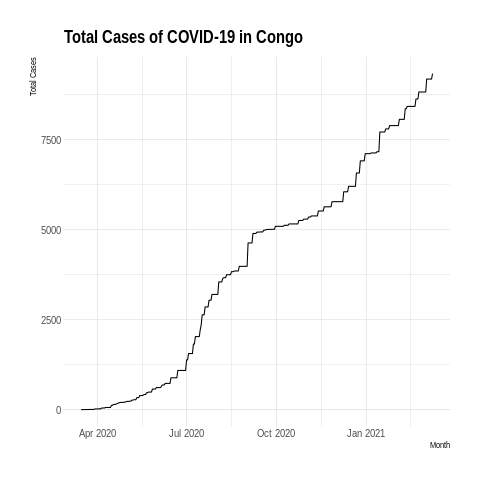 Total Cases of COVID-19 in Congo
Total Cases
7500
5000
2500
0
Apr 2020 Jul 2020 Oct 2020 Jan 2021
Month